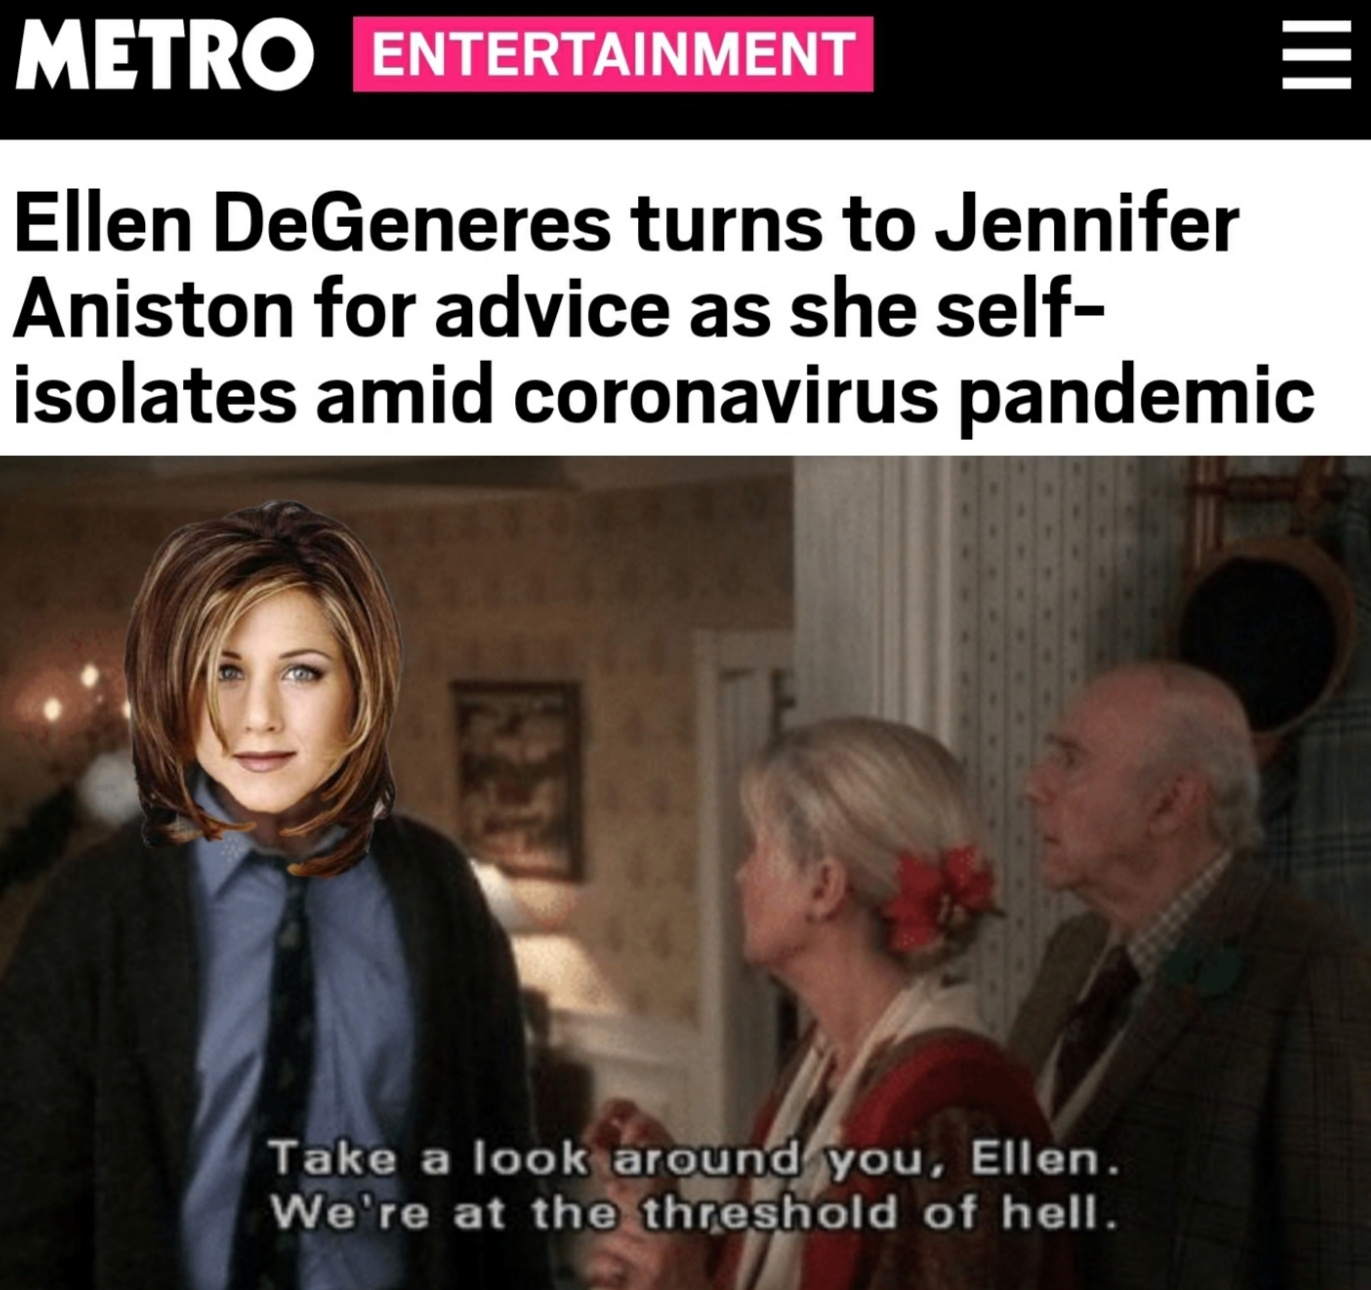 METRO ENTERTAINMENT
Ellen DeGeneres turns to Jennifer
Aniston for advice as she self-
isolates amid coronavirus pandemic
Take a look around you, Ellen.
We're at the threshold of hell.